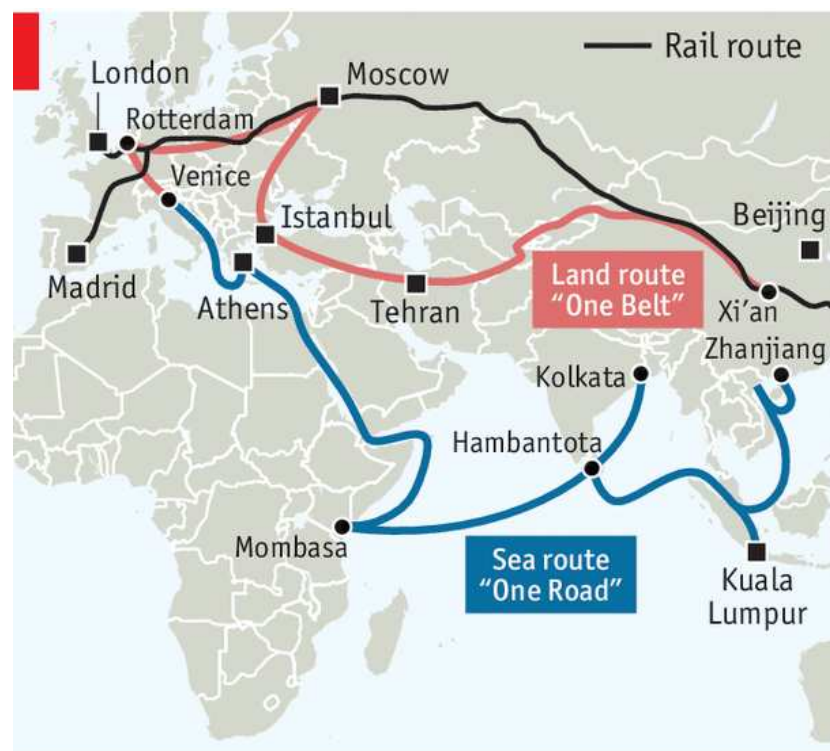 Rail route
London
Moscow
Rotterdam
Venice
Istanbul
Beijing
Madrid
Athens
Tehran
Land route
“One Belt”
Xi’an
Zhanjiang
Kolkata
Hambantota
Mombasa
Sea route
“One Road”
Kuala
Lumpur